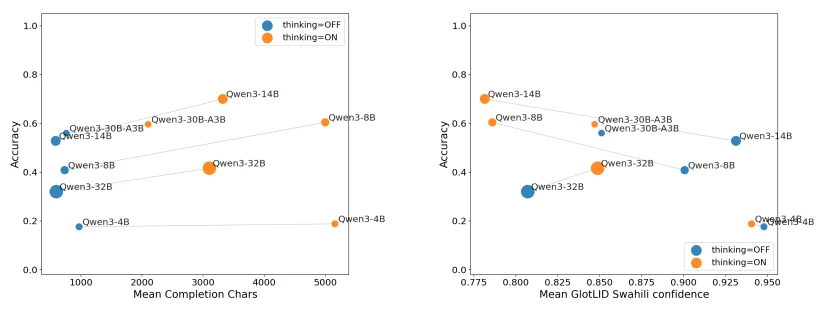 thinking=OFF
thinking=ON
1.0
0.8
0.6
0.4
0.2
0.0
Accuracy
Qwen3-14B
Qwen3-30B-A3B
Qwen3-8B
Qwen3-30B-A3B
Qwen3-14B
Qwen3-8B
Qwen3-32B
Qwen3-32B
Qwen3-4B
Qwen3-4B
1000
2000
3000
4000
5000
Mean Completion Chars
1.0
0.8
0.6
0.4
0.2
0.0
Accuracy
Qwen3-14B
Qwen3-8B
Qwen3-30B-A3B
Qwen3-30B-A3B
Qwen3-14B
Qwen3-32B
Qwen3-8B
Qwen3-32B
Qwen3-4B
Qwen3-4B
thinking=OFF
thinking=ON
0.775
0.800
0.825
0.850
0.875
0.900
0.925
0.950
Mean GlotLID Swahili confidence